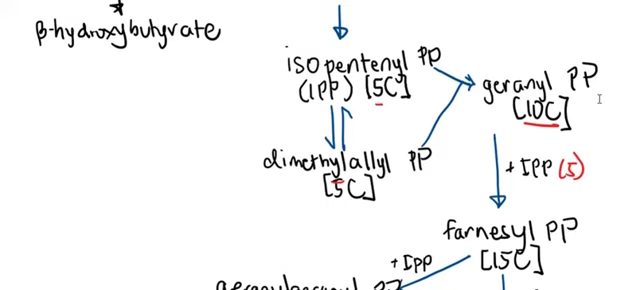 β-hydroxybutyrate
isopentenyl PP
(IPP) [5C]
geranyl PP
[10C]
dimethylallyl PP
[5C]
+ IPP (5)
farnesyl PP
[15C]
+ IPP